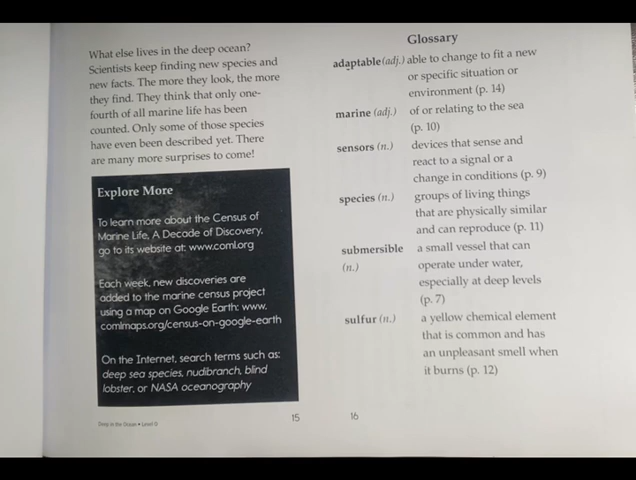 What else lives in the deep ocean?
Scientists keep finding new species and
new facts. The more they look, the more
they find. They think that only one-
fourth of all marine life has been
counted. Only some of those species
have even been described yet. There
are many more surprises to come!
Explore More
To learn more about the Census of
Marine Life, A Decade of Discovery,
go to its website at: www.coml.org
Each week, new discoveries are
added to the marine census project
using a map on Google Earth: www.
comlmaps.org/census-on-google-earth
On the Internet, search terms such as:
deep sea species, nudibranch, blind
lobster, or NASA oceanography
Deep in the Ocean • Level O
15
Glossary
adaptable (adj.) able to change to fit a new
or specific situation or
environment (p. 14)
marine (adj.) of or relating to the sea
(p. 10)
sensors (n.) devices that sense and
react to a signal or a
change in conditions (p. 9)
species (n.) groups of living things
that are physically similar
and can reproduce (p. 11)
submersible a small vessel that can
(n.) operate under water,
especially at deep levels
(p. 7)
sulfur (n.) a yellow chemical element
that is common and has
an unpleasant smell when
it burns (p. 12)
16